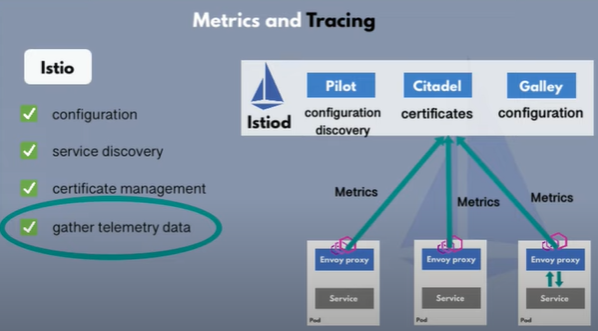 Metrics and Tracing
Istio
configuration
service discovery
certificate management
gather telemetry data
Istiod
Pilot
configuration
discovery
Citadel
certificates
Galley
configuration
Metrics
Metrics
Metrics
Envoy proxy
Service
Pod
Envoy proxy
Service
Pod
Envoy proxy
Service
Pod